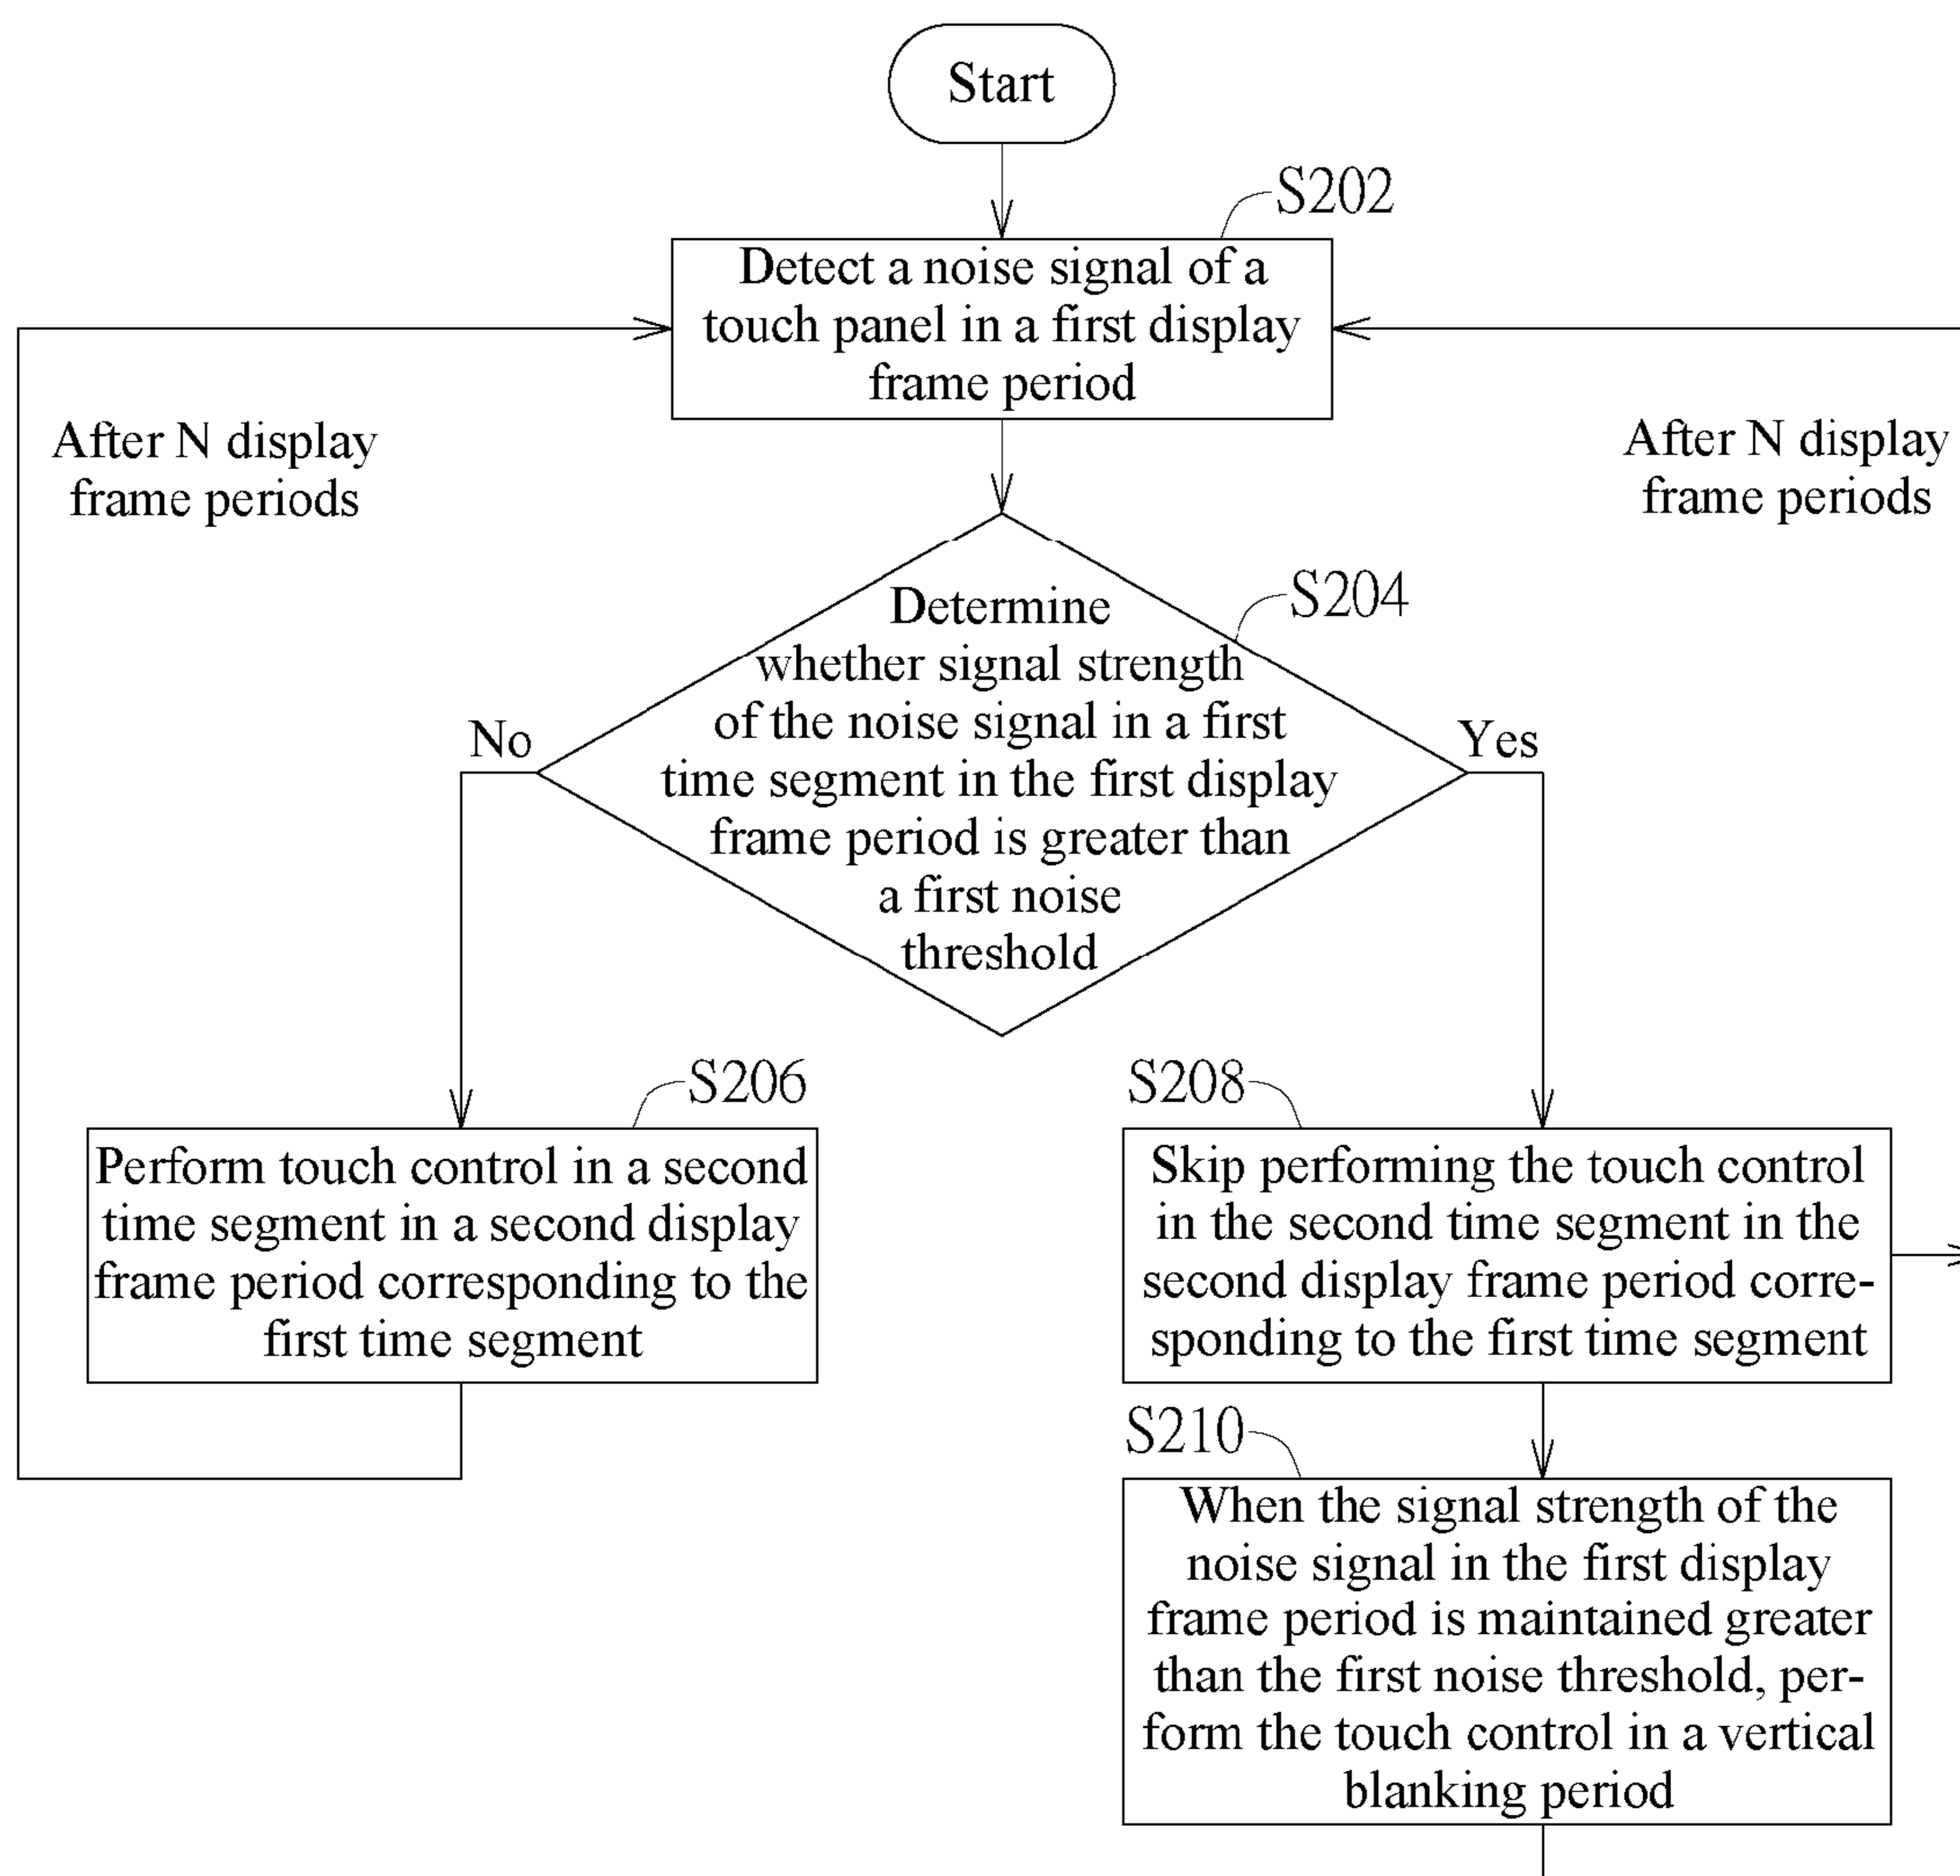 Start
S202
Detect a noise signal of a
touch panel in a first display
frame period
After N display
frame periods
After N display
frame periods
S204
Determine
whether signal strength
of the noise signal in a first
time segment in the first display
frame period is greater than
a first noise
threshold
No
Yes
S206
Perform touch control in a second
time segment in a second display
frame period corresponding to the
first time segment
S208
Skip performing the touch control
in the second time segment in the
second display frame period corre-
sponding to the first time segment
S210
When the signal strength of the
noise signal in the first display
frame period is maintained greater
than the first noise threshold, per-
form the touch control in a vertical
blanking period